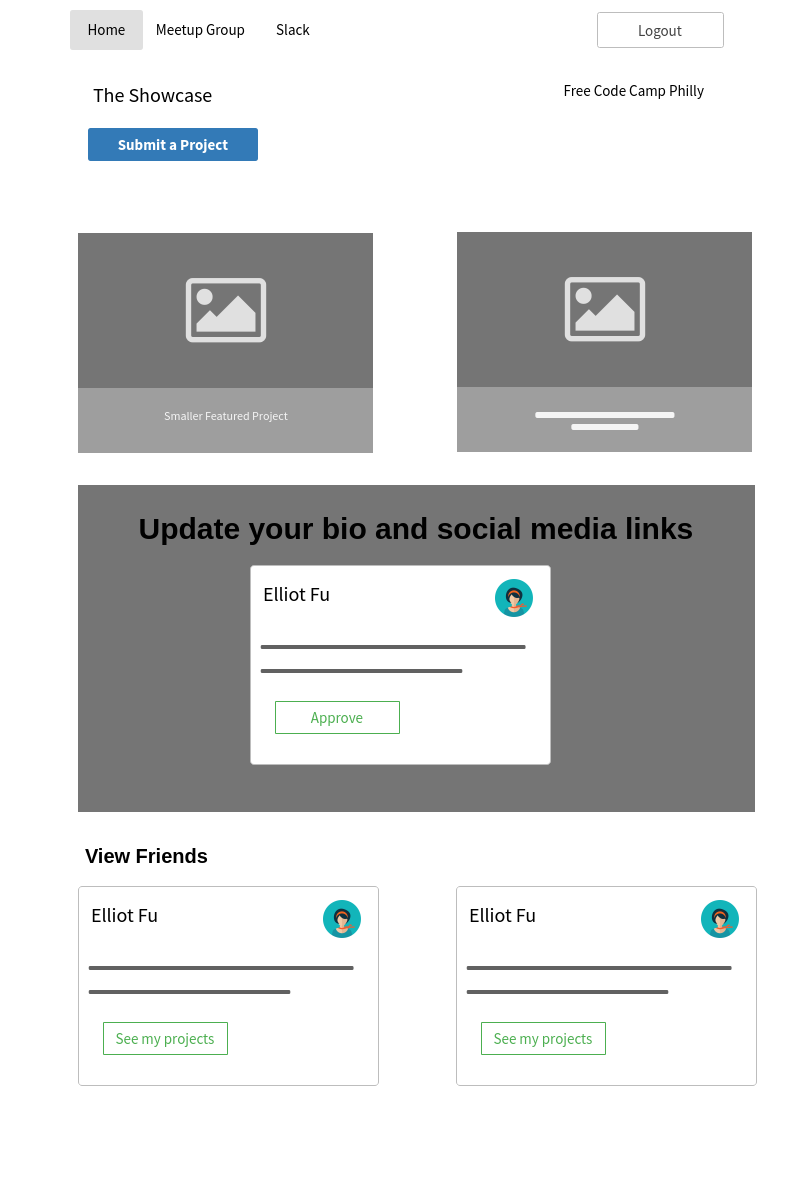 Home Meetup Group Slack Logout
The Showcase Free Code Camp Philly
Submit a Project
Smaller Featured Project
Update your bio and social media links
Elliot Fu
Approve
View Friends
Elliot Fu Elliot Fu
See my projects See my projects